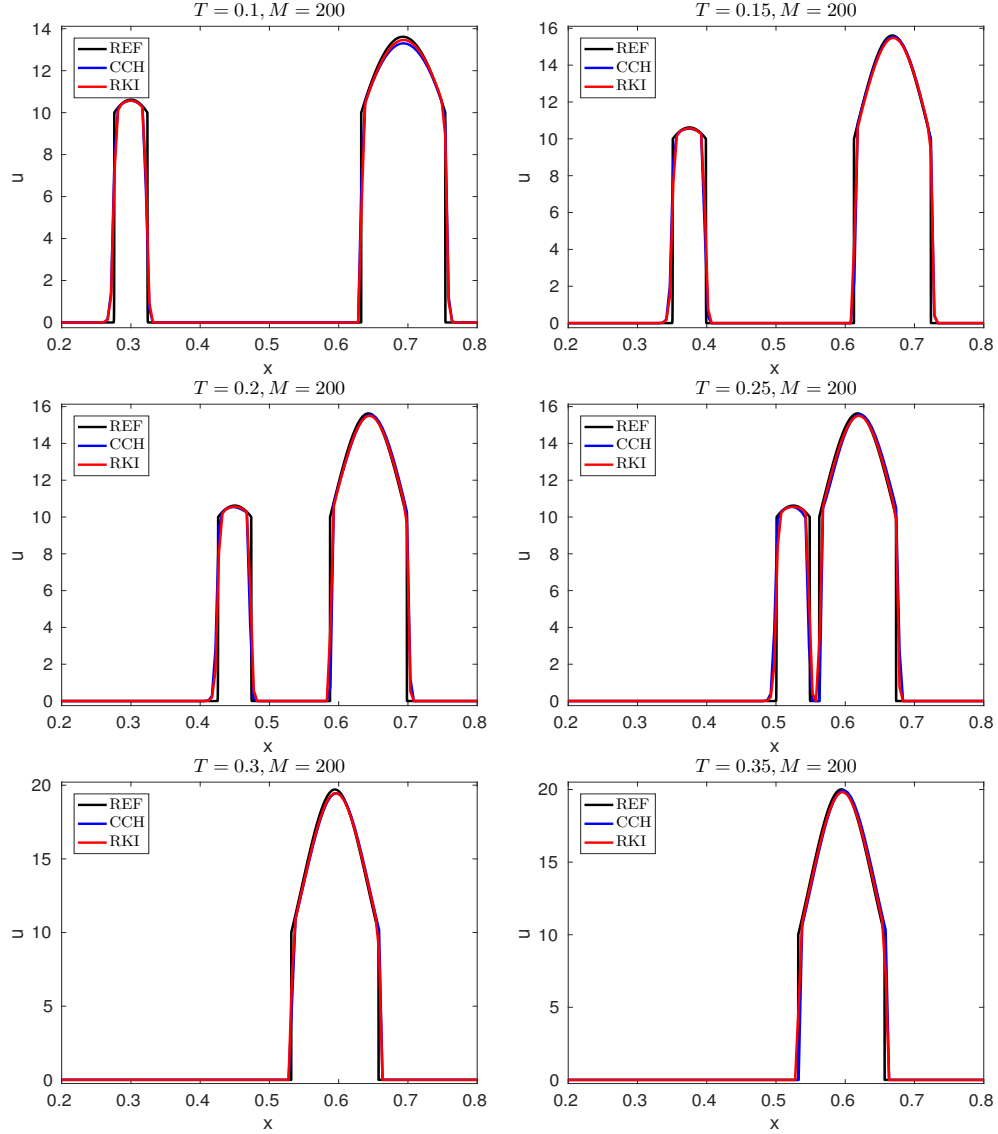 T = 0.1, M = 200
14
12
10
8
6
4
2
0
u
REF
CCH
RKI
0.2 0.3 0.4 0.5 0.6 0.7 0.8
x
T = 0.15, M = 200
16
14
12
10
8
6
4
2
0
u
REF
CCH
RKI
0.2 0.3 0.4 0.5 0.6 0.7 0.8
x
T = 0.2, M = 200
16
14
12
10
8
6
4
2
0
u
REF
CCH
RKI
0.2 0.3 0.4 0.5 0.6 0.7 0.8
x
T = 0.25, M = 200
16
14
12
10
8
6
4
2
0
u
REF
CCH
RKI
0.2 0.3 0.4 0.5 0.6 0.7 0.8
x
T = 0.3, M = 200
20
15
10
5
0
u
REF
CCH
RKI
0.2 0.3 0.4 0.5 0.6 0.7 0.8
x
T = 0.35, M = 200
20
15
10
5
0
u
REF
CCH
RKI
0.2 0.3 0.4 0.5 0.6 0.7 0.8
x